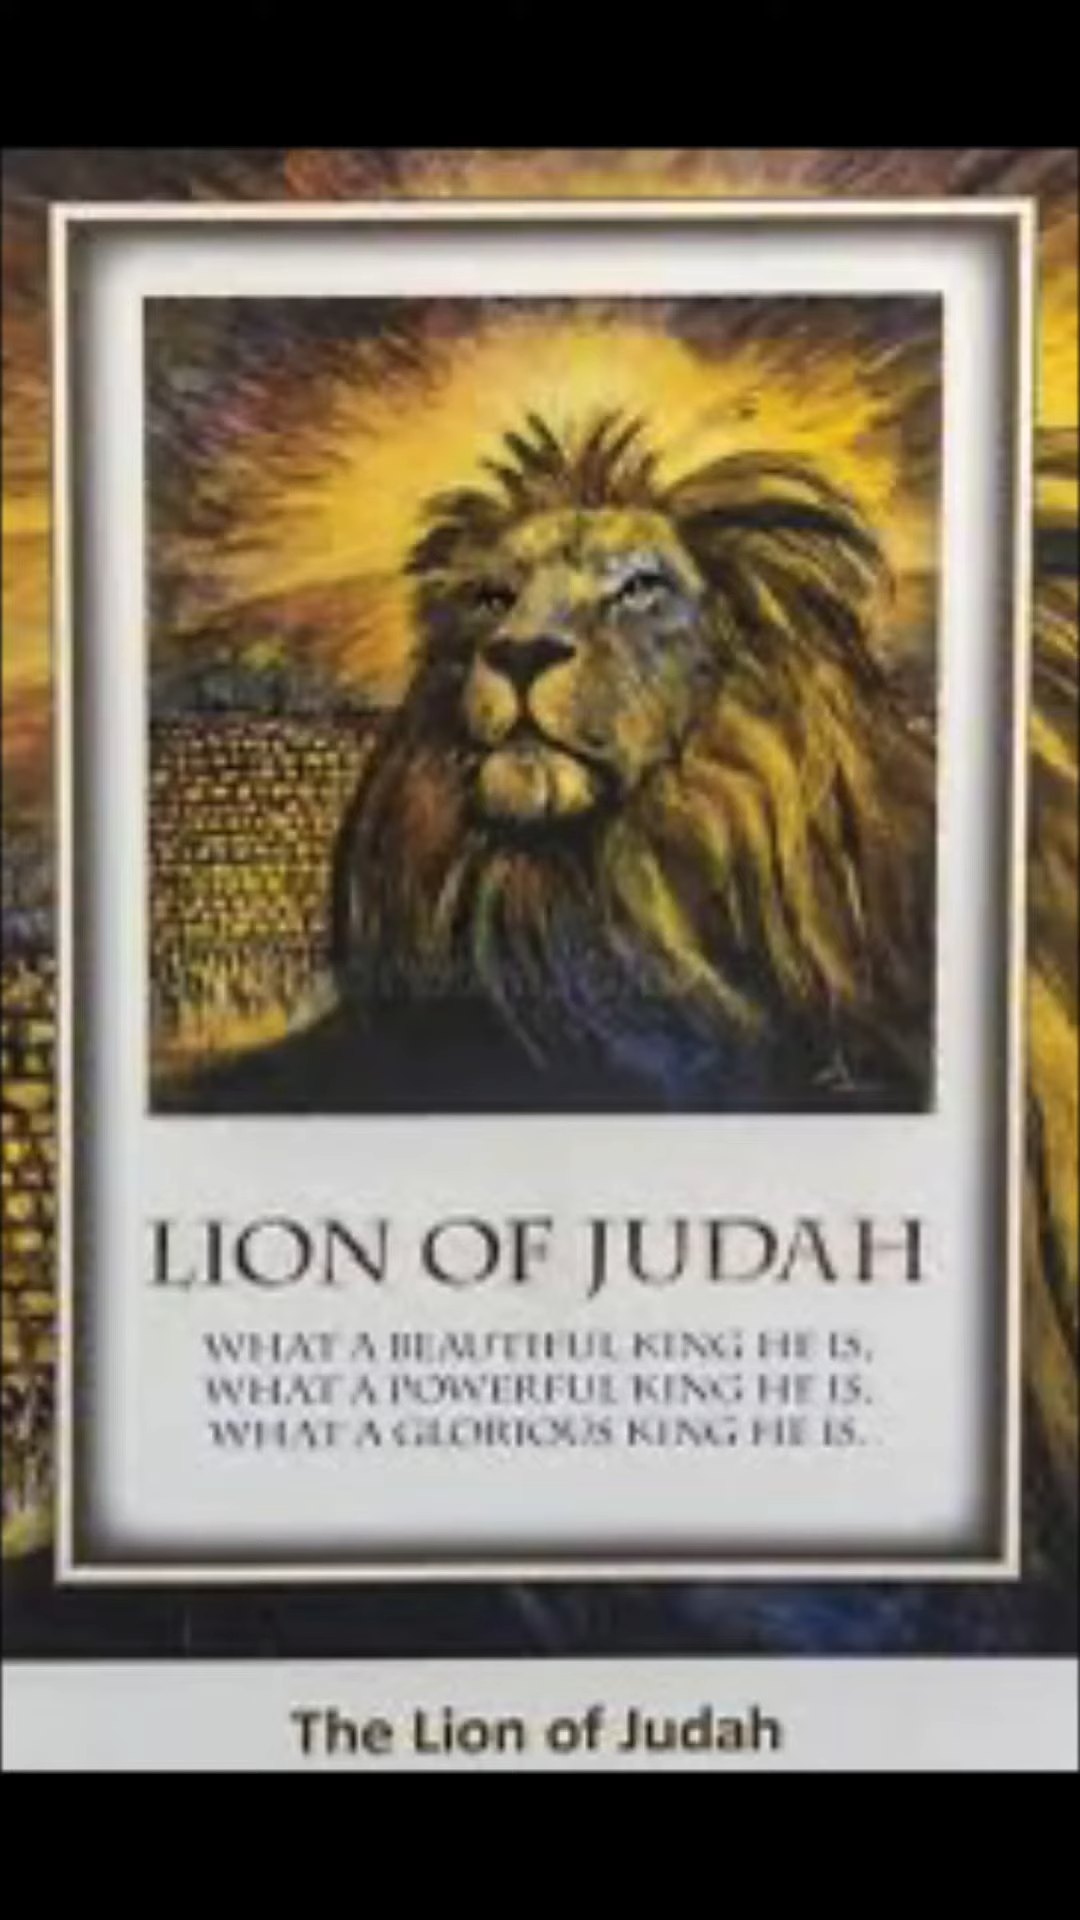 LION OF JUDAH
WHAT A BEAUTIFUL KING HE IS,
WHAT A POWERFUL KING HE IS,
WHAT A GLORIOUS KING HE IS.
The Lion of Judah